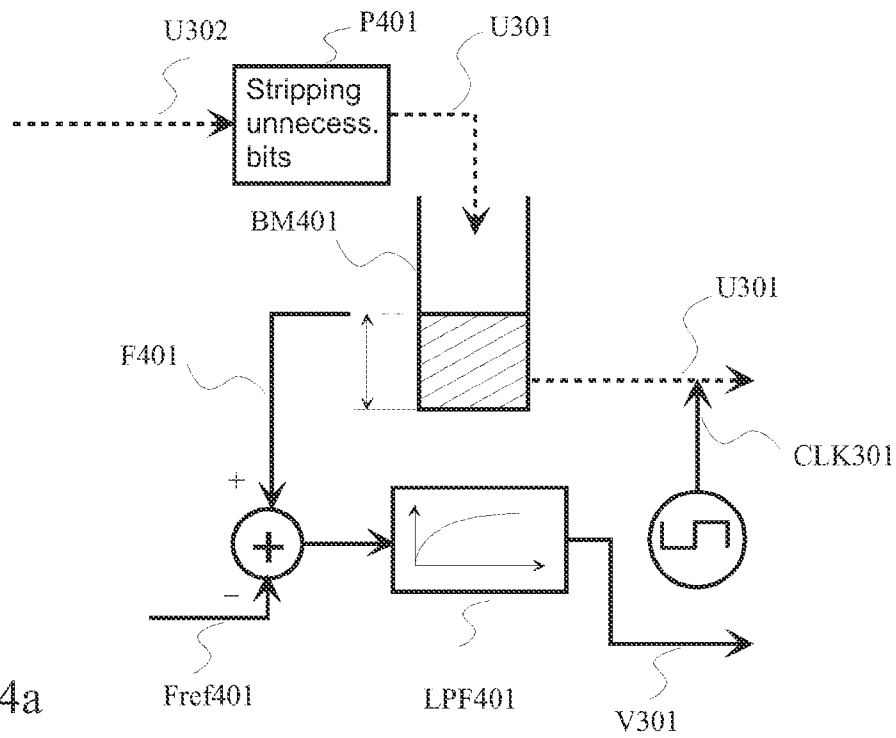 U302
P401
U301
Stripping
unnecess.
bits
BM401
U301
F401
CLK301
+
+
−
Fref401
LPF401
V301
4a